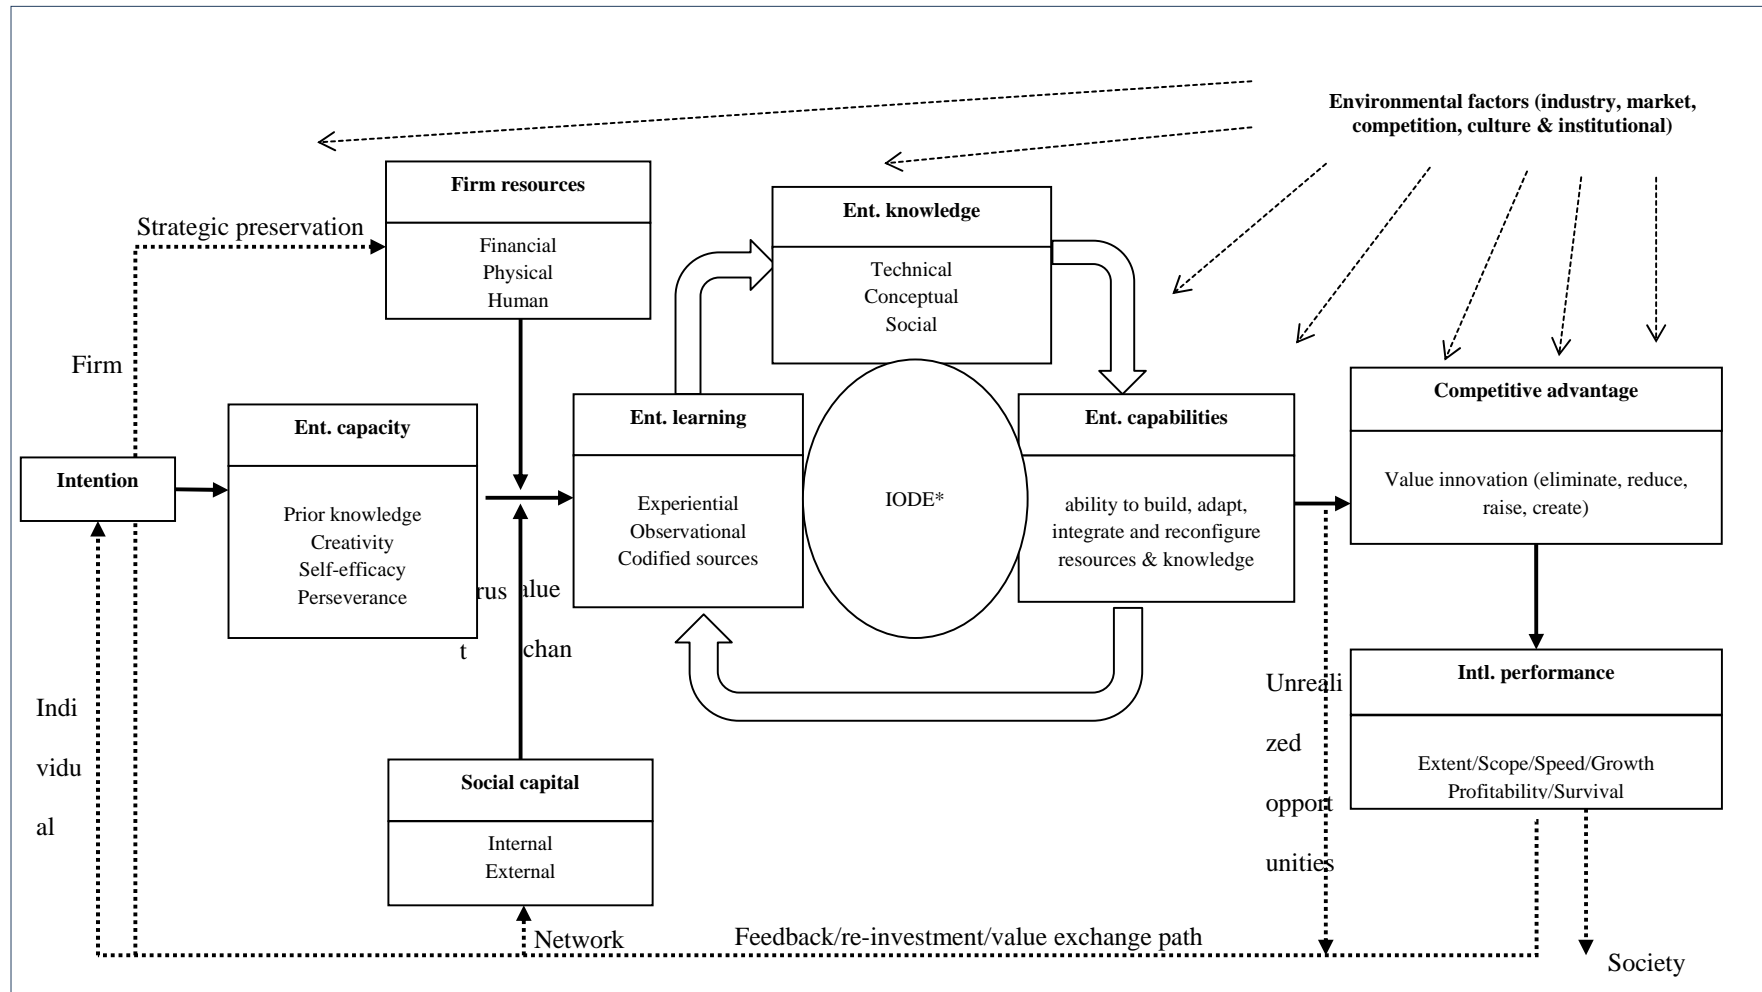 Environmental factors (industry, market,
competition, culture & institutional)
Firm resources
Financial
Physical
Human
Strategic preservation
Firm
Ent. knowledge
Technical
Conceptual
Social
Intention
Ent. capacity
Prior knowledge
Creativity
Self-efficacy
Perseverance
Ent. learning
Experiential
Observational
Codified sources
IODE*
Ent. capabilities
ability to build, adapt,
integrate and reconfigure
resources & knowledge
Competitive advantage
Value innovation (eliminate, reduce,
raise, create)
rus
t
alue
chan
Intl. performance
Extent/Scope/Speed/Growth
Profitability/Survival
Unreali
zed
opport
unities
Indi
vidu
al
Social capital
Internal
External
Network
Feedback/re-investment/value exchange path
Society